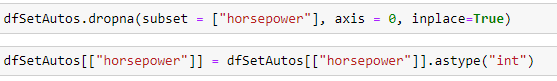 dfSetAutos.dropna(subset = ["horsepower"], axis = 0, inplace=True)
dfSetAutos[["horsepower"]] = dfSetAutos[["horsepower"]].astype("int")